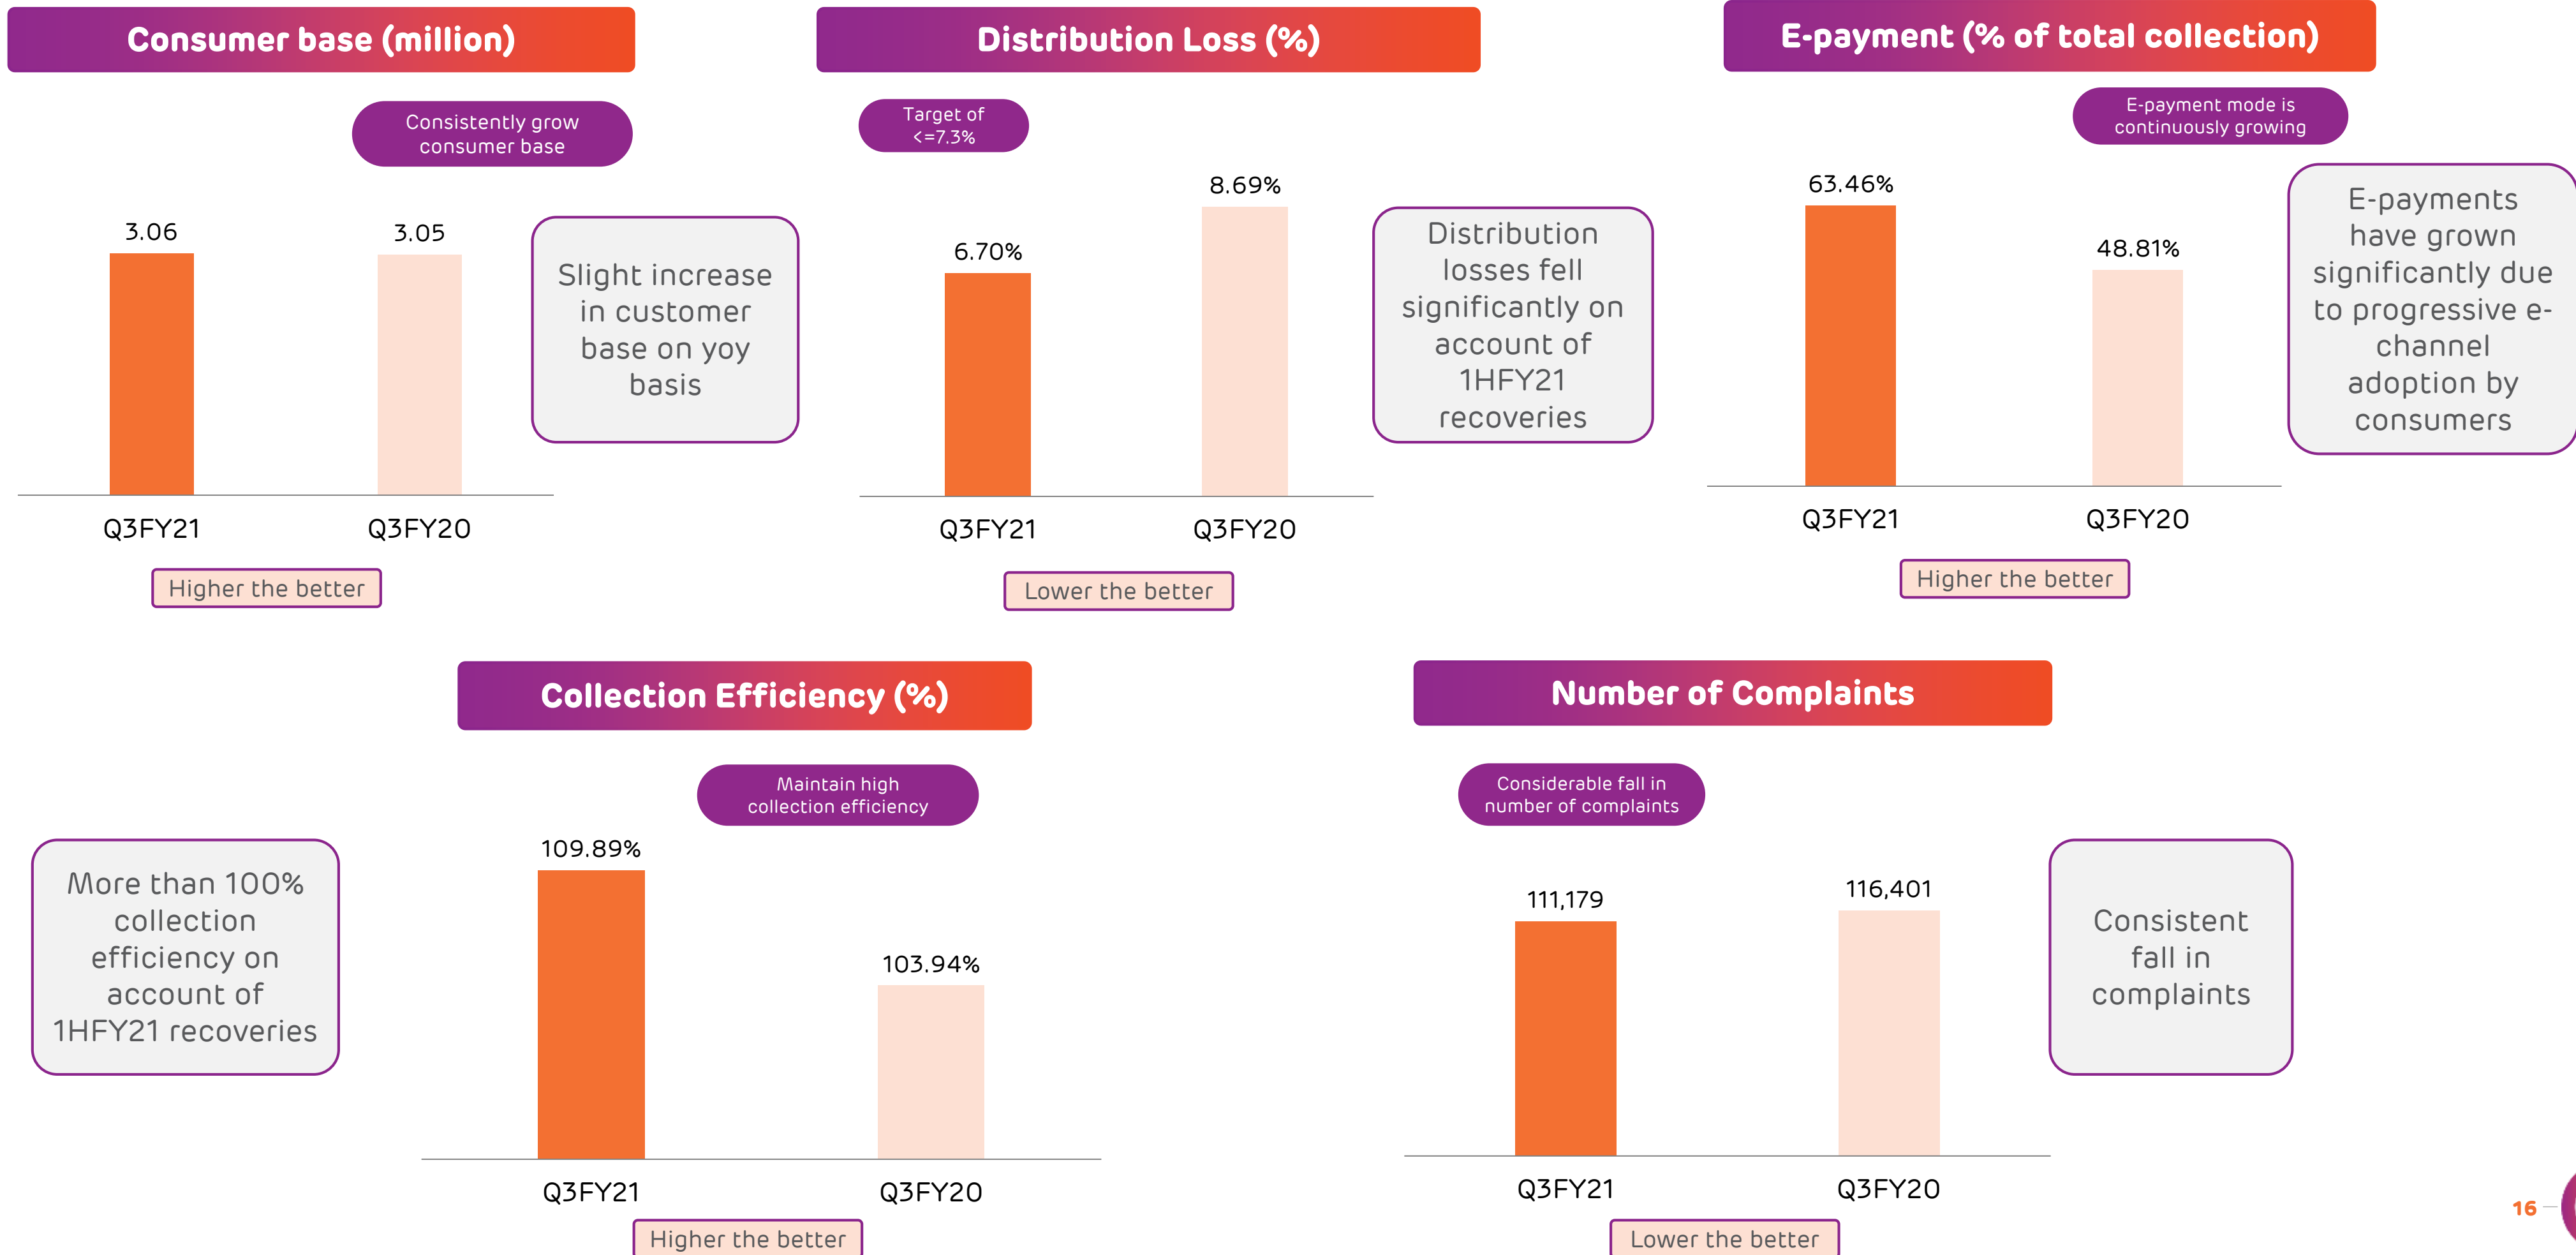 Consumer base (million)
Consistently grow
consumer base
3.06
3.05
Slight increase
in customer
base on yoy
basis
Q3FY21
Q3FY20
Higher the better
Distribution Loss (%)
Target of
<=7.3%
6.70%
8.69%
Distribution
losses fell
significantly on
account of
1HFY21
recoveries
Q3FY21
Q3FY20
Lower the better
E-payment (% of total collection)
E-payment mode is
continuously growing
63.46%
48.81%
E-payments
have grown
significantly due
to progressive e-
channel
adoption by
consumers
Q3FY21
Q3FY20
Higher the better
Collection Efficiency (%)
Maintain high
collection efficiency
More than 100%
collection
efficiency on
account of
1HFY21 recoveries
109.89%
103.94%
Q3FY21
Q3FY20
Higher the better
Number of Complaints
Considerable fall in
number of complaints
111,179
116,401
Consistent
fall in
complaints
Q3FY21
Q3FY20
Lower the better
16